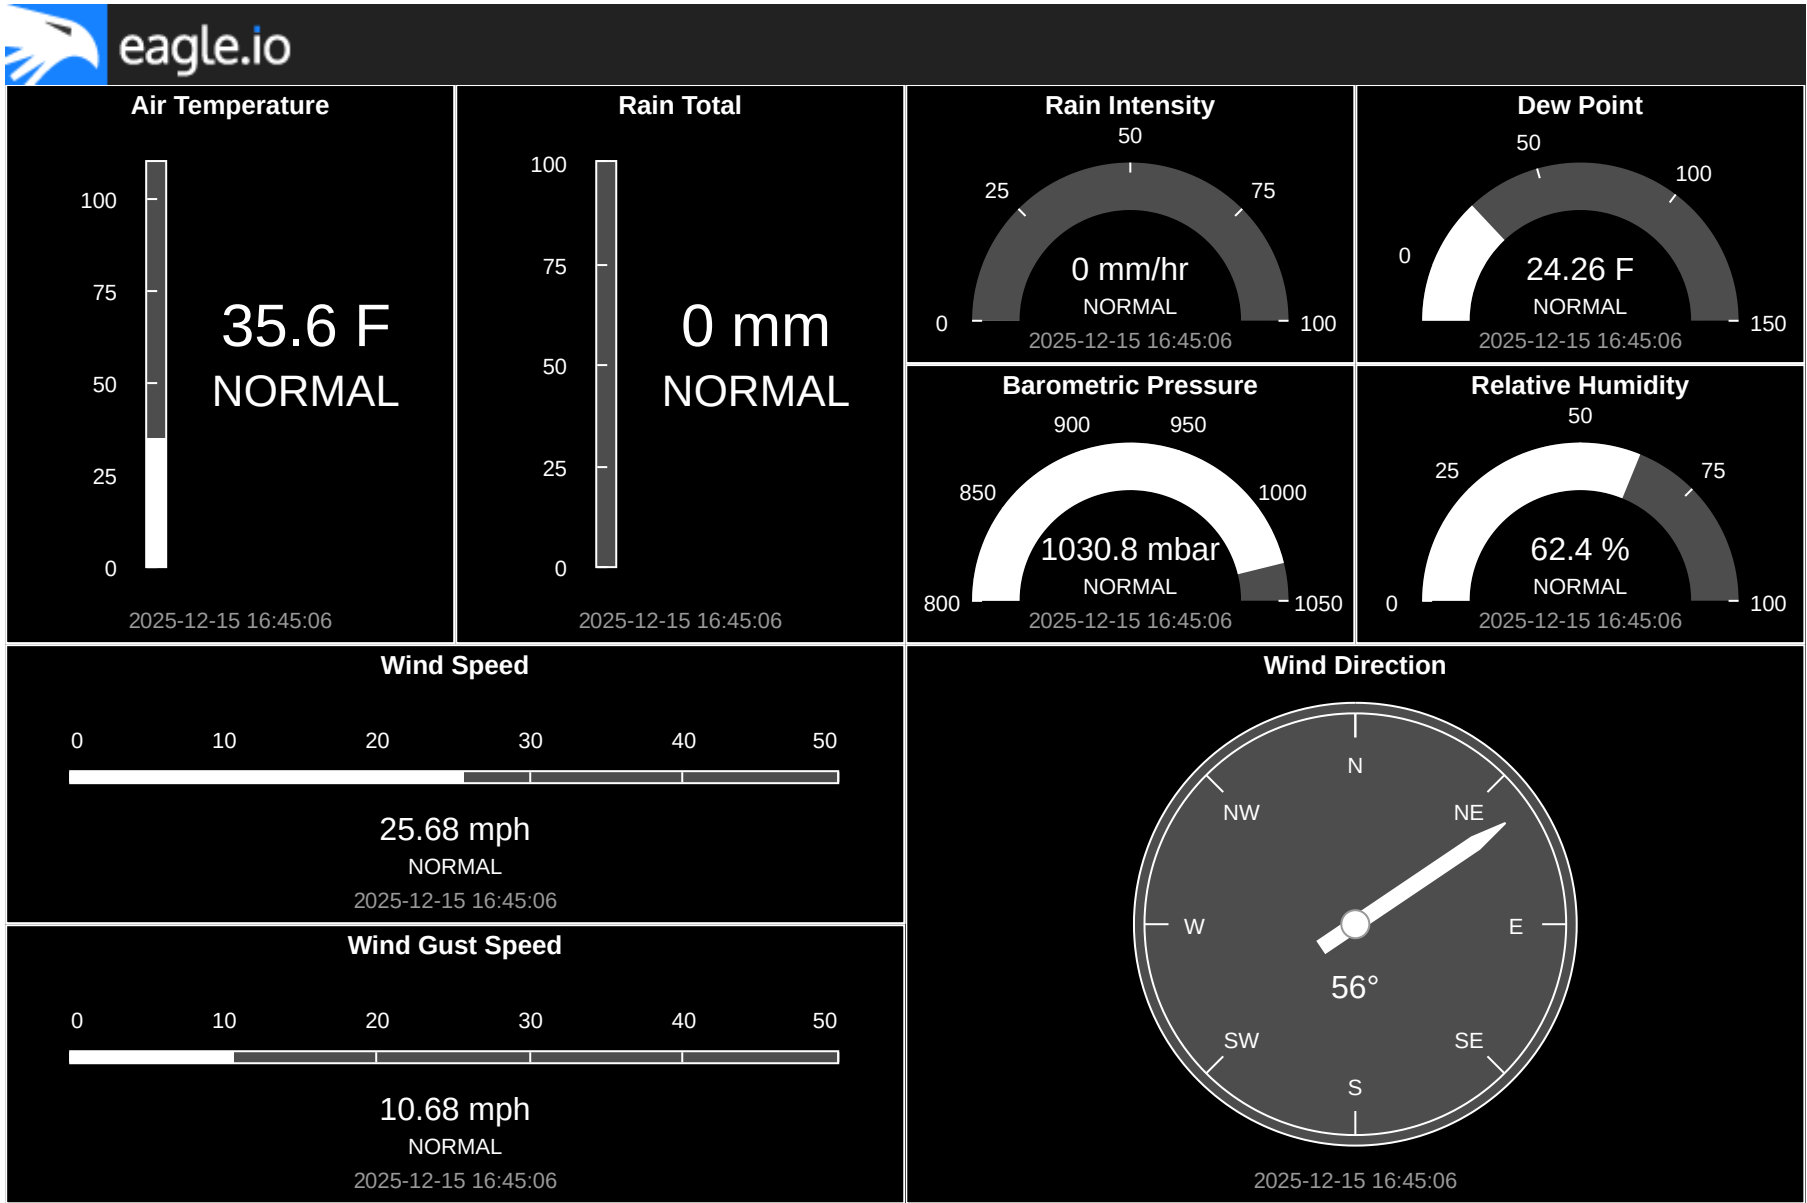 eagle.io
Air Temperature
100
75
50
25
0
35.6 F
NORMAL
2025-12-15 16:45:06
Rain Total
100
75
50
25
0
0 mm
NORMAL
2025-12-15 16:45:06
Rain Intensity
0
25
50
75
100
0 mm/hr
NORMAL
2025-12-15 16:45:06
Dew Point
0
50
100
150
24.26 F
NORMAL
2025-12-15 16:45:06
Barometric Pressure
800
850
900
950
1000
1050
1030.8 mbar
NORMAL
2025-12-15 16:45:06
Relative Humidity
0
25
50
75
100
62.4 %
NORMAL
2025-12-15 16:45:06
Wind Speed
0 10 20 30 40 50
25.68 mph
NORMAL
2025-12-15 16:45:06
Wind Gust Speed
0 10 20 30 40 50
10.68 mph
NORMAL
2025-12-15 16:45:06
Wind Direction
N
NW NE
W E
56°
SW SE
S
2025-12-15 16:45:06